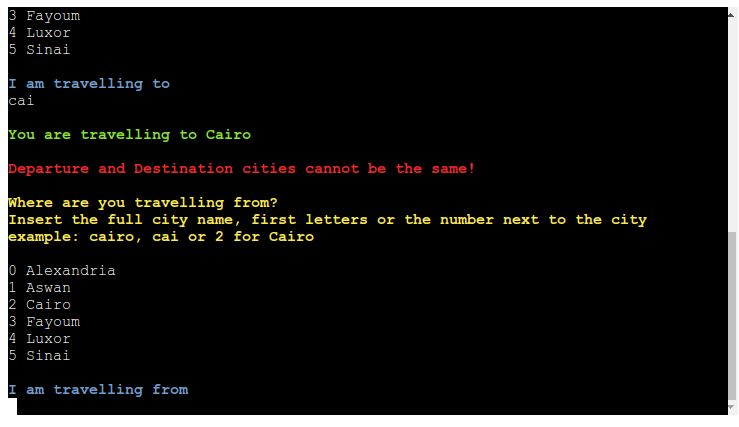 3 Fayoum
4 Luxor
5 Sinai
I am travelling to
cai
You are travelling to Cairo
Departure and Destination cities cannot be the same!
Where are you travelling from?
Insert the full city name, first letters or the number next to the city
example: cairo, cai or 2 for Cairo
0 Alexandria
1 Aswan
2 Cairo
3 Fayoum
4 Luxor
5 Sinai
I am travelling from